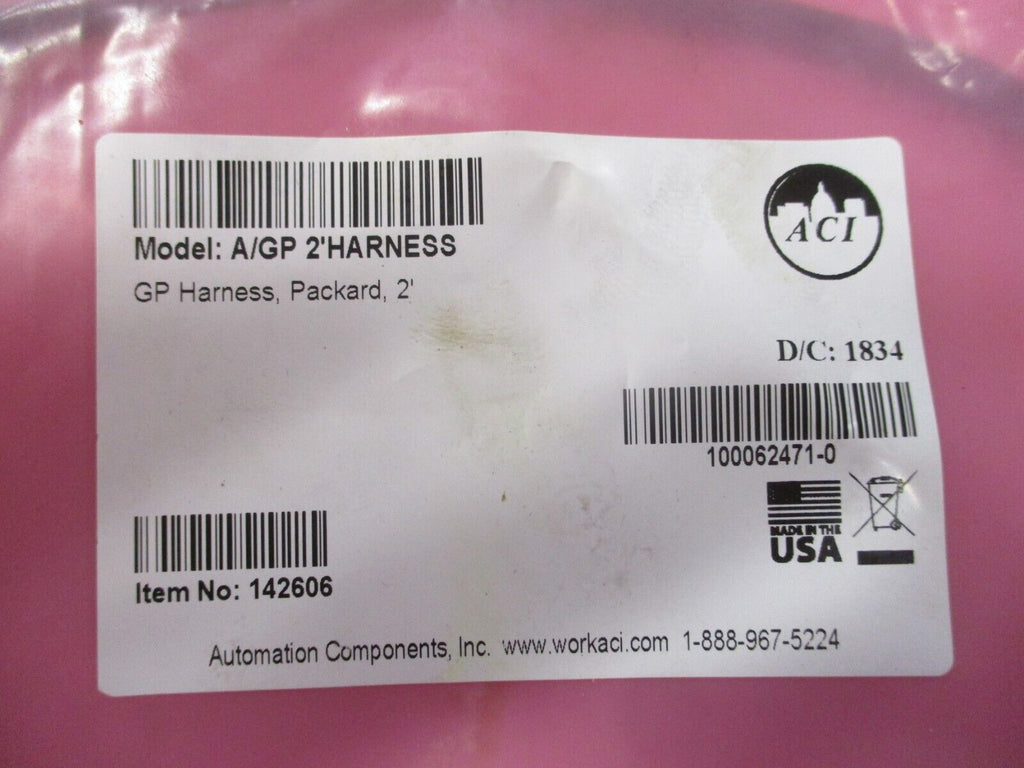 Model: A/GP 2'HARNESS
GP Harness, Packard, 2'
ACI
D/C: 1834
100062471-0
MADE IN THE
USA
Item No: 142606
Automation Components, Inc. www.workaci.com 1-888-967-5224